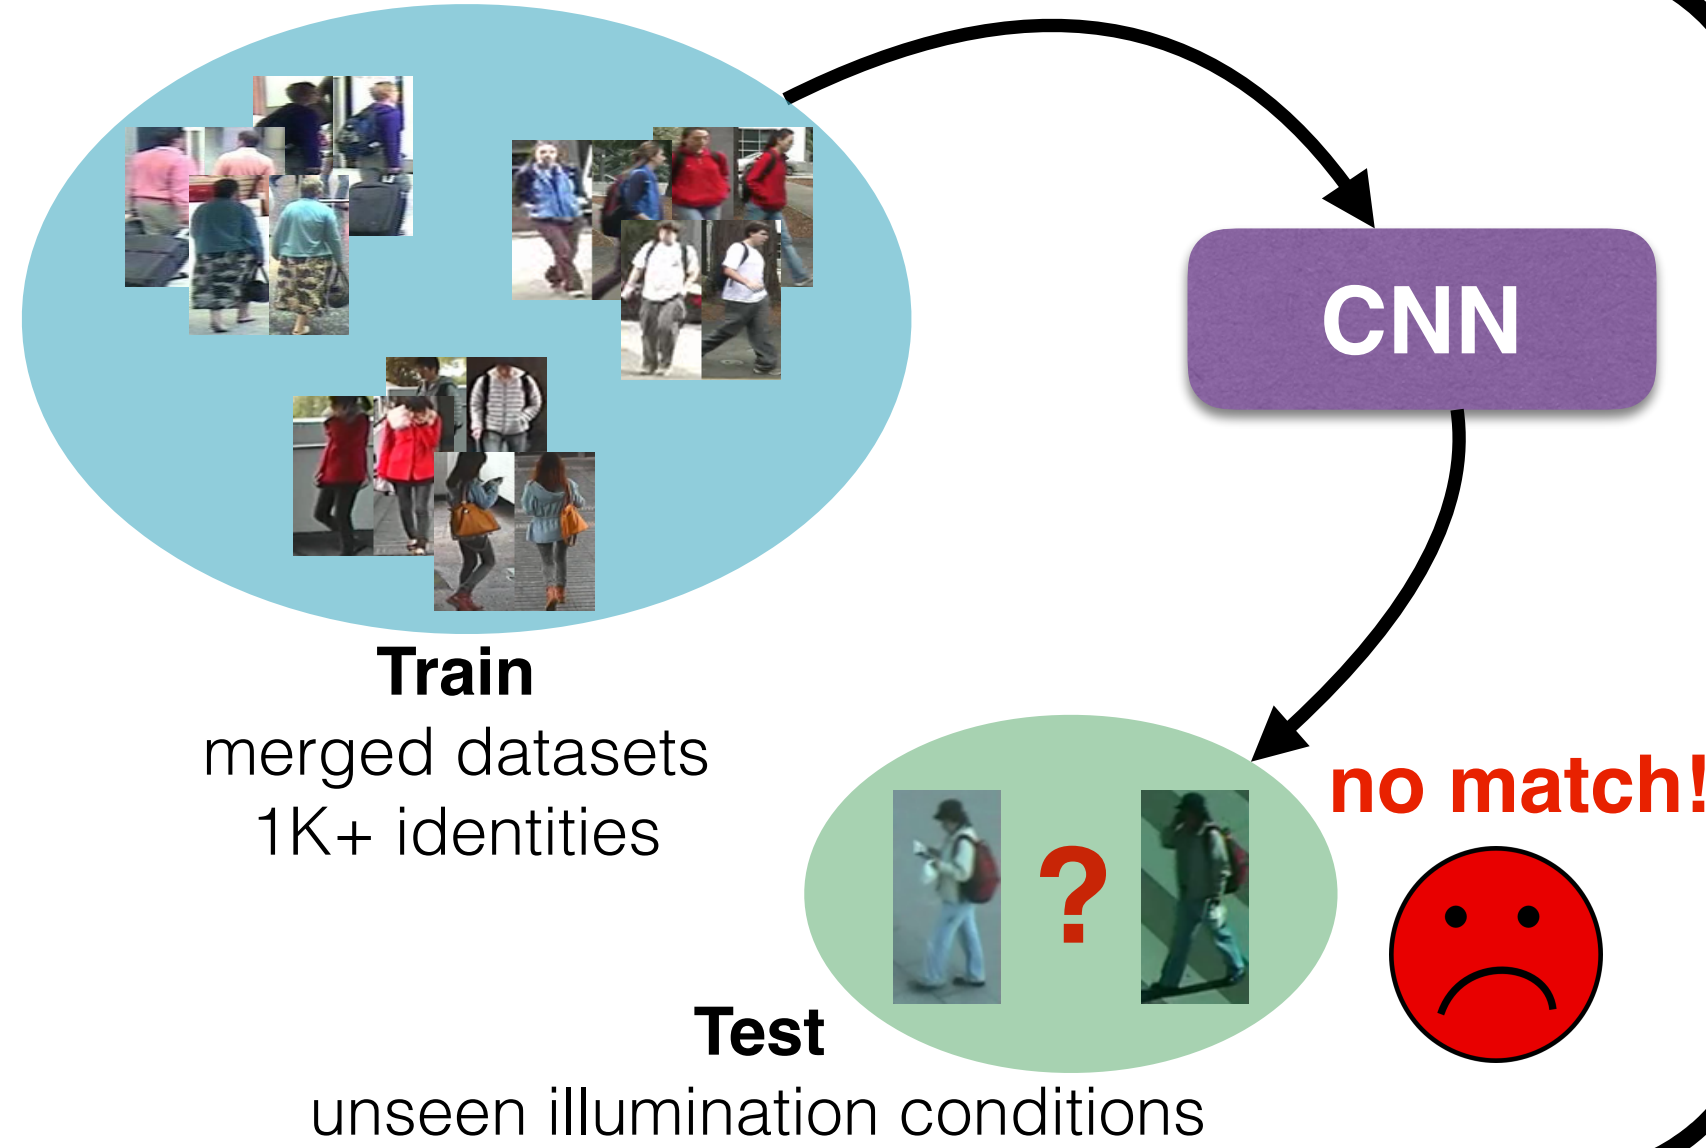 CNN
Train
merged datasets
1K+ identities
no match!
?
Test
unseen illumination conditions